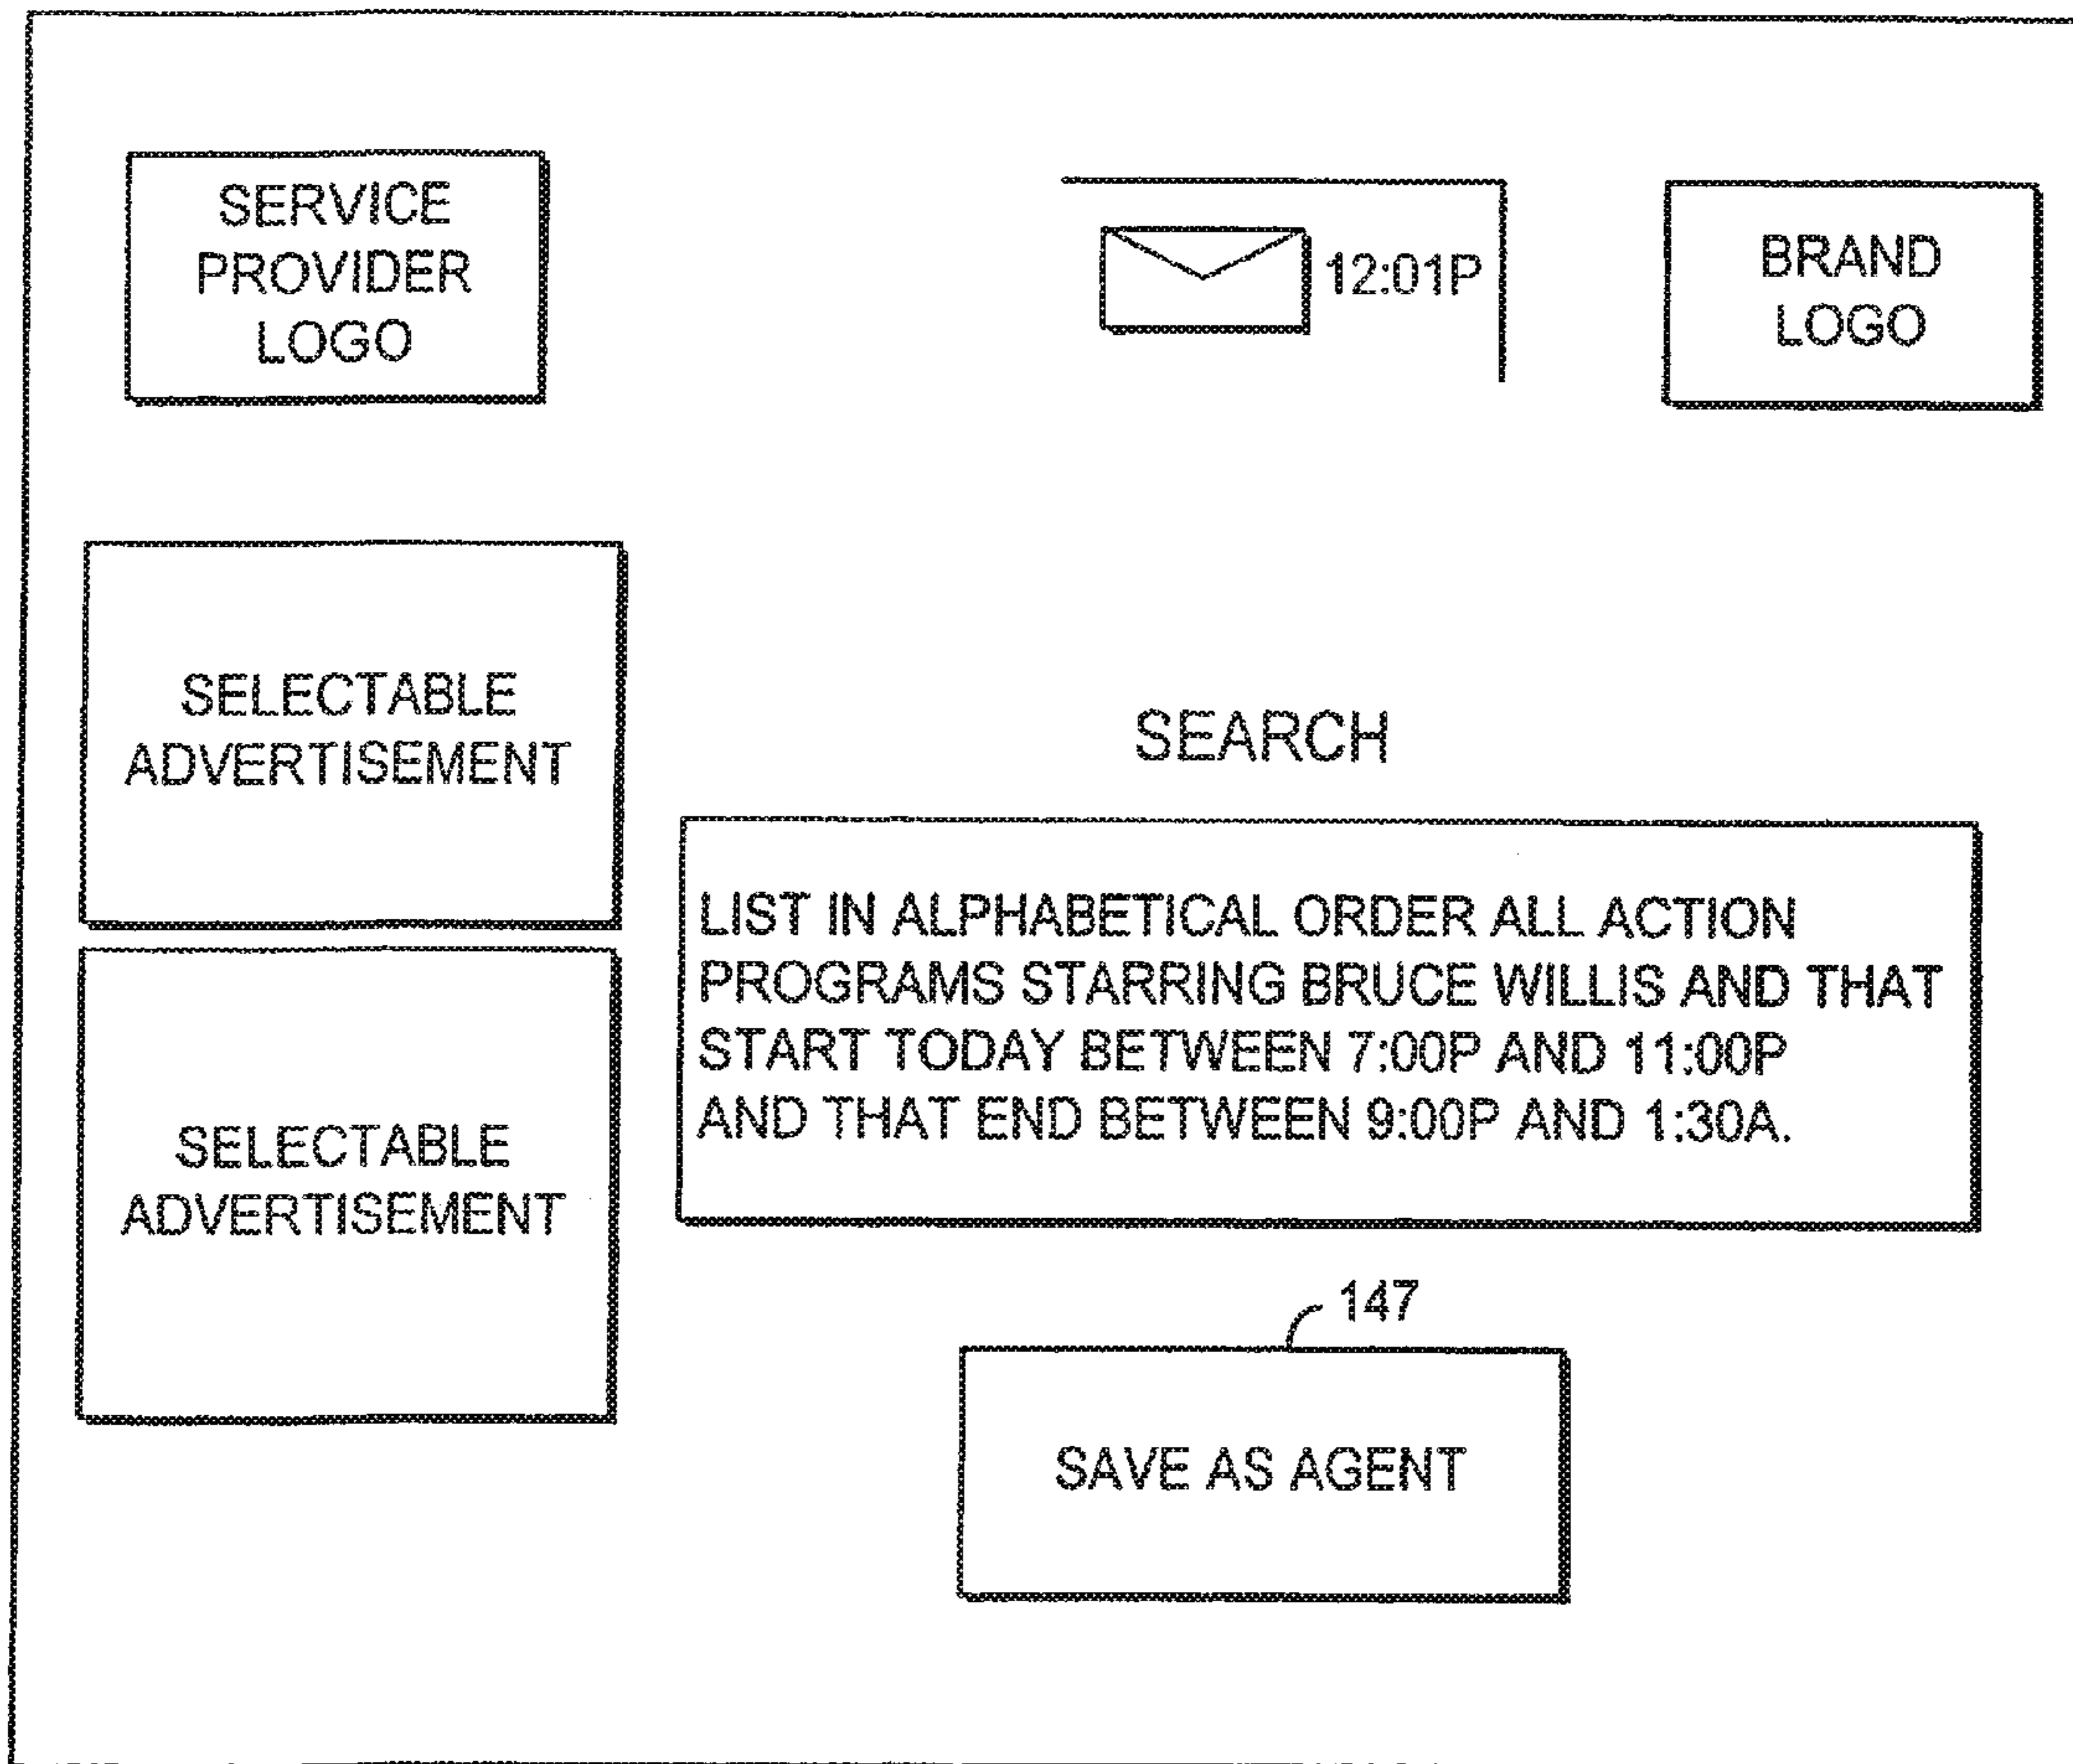 SERVICE
PROVIDER
LOGO
12:01P
BRAND
LOGO
SELECTABLE
ADVERTISEMENT
SEARCH
LIST IN ALPHABETICAL ORDER ALL ACTION
PROGRAMS STARRING BRUCE WILLIS AND THAT
START TODAY BETWEEN 7:00P AND 11:00P
AND THAT END BETWEEN 9:00P AND 1:30A.
SELECTABLE
ADVERTISEMENT
147
SAVE AS AGENT